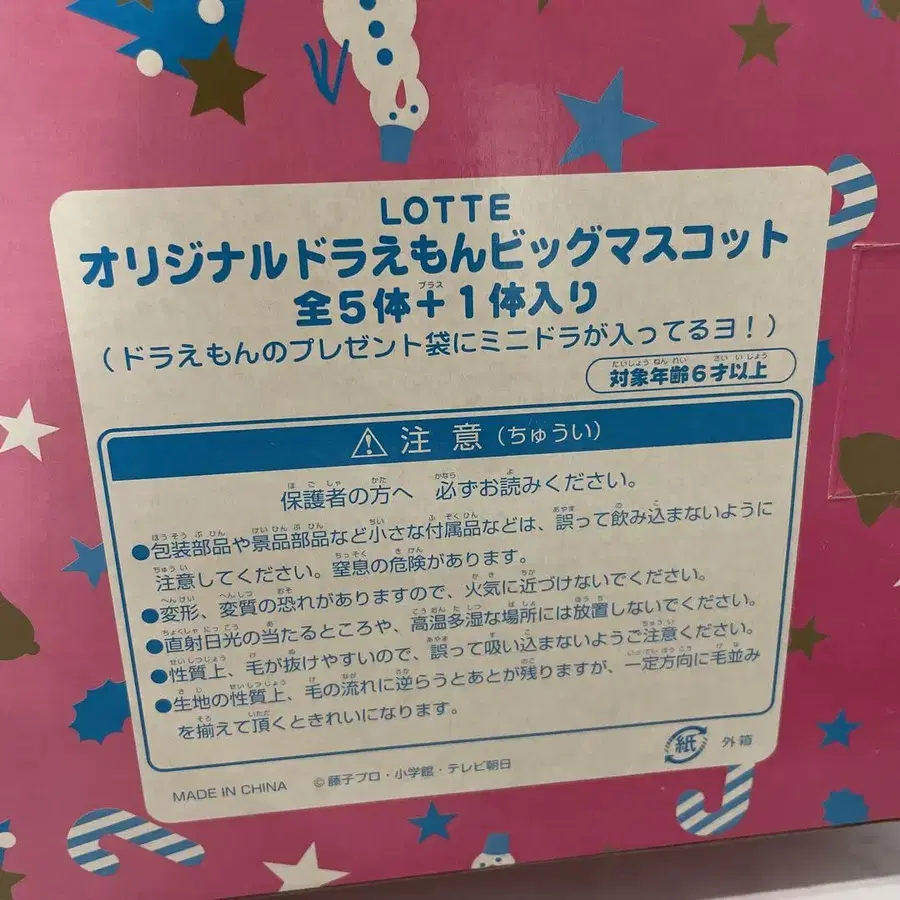 LOTTE
オリジナルドラえもんビッグマスコット
全5体+1体入り
(ドラえもんのプレゼント袋にミニドラが入ってるヨ!)
対象年齢6才以上
注意(ちゅうい)
保護者の方へ 必ずお読みください。
●包装部品や景品部品など小さな付属品などは、誤って飲み込まないように
注意してください。窒息の危険があります。
●変形、変質の恐れがありますので、火気に近づけないでください。
●直射日光の当たるところや、高温多湿な場所には放置しないでください。
●性質上、毛が抜けやすいので、誤って吸い込まないようご注意ください。
●生地の性質上、毛の流れに逆らうとあとが残りますが、一定方向に毛並み
を揃えて頂くときれいになります。
紙 外箱
MADE IN CHINA ©藤子プロ・小学館・テレビ朝日